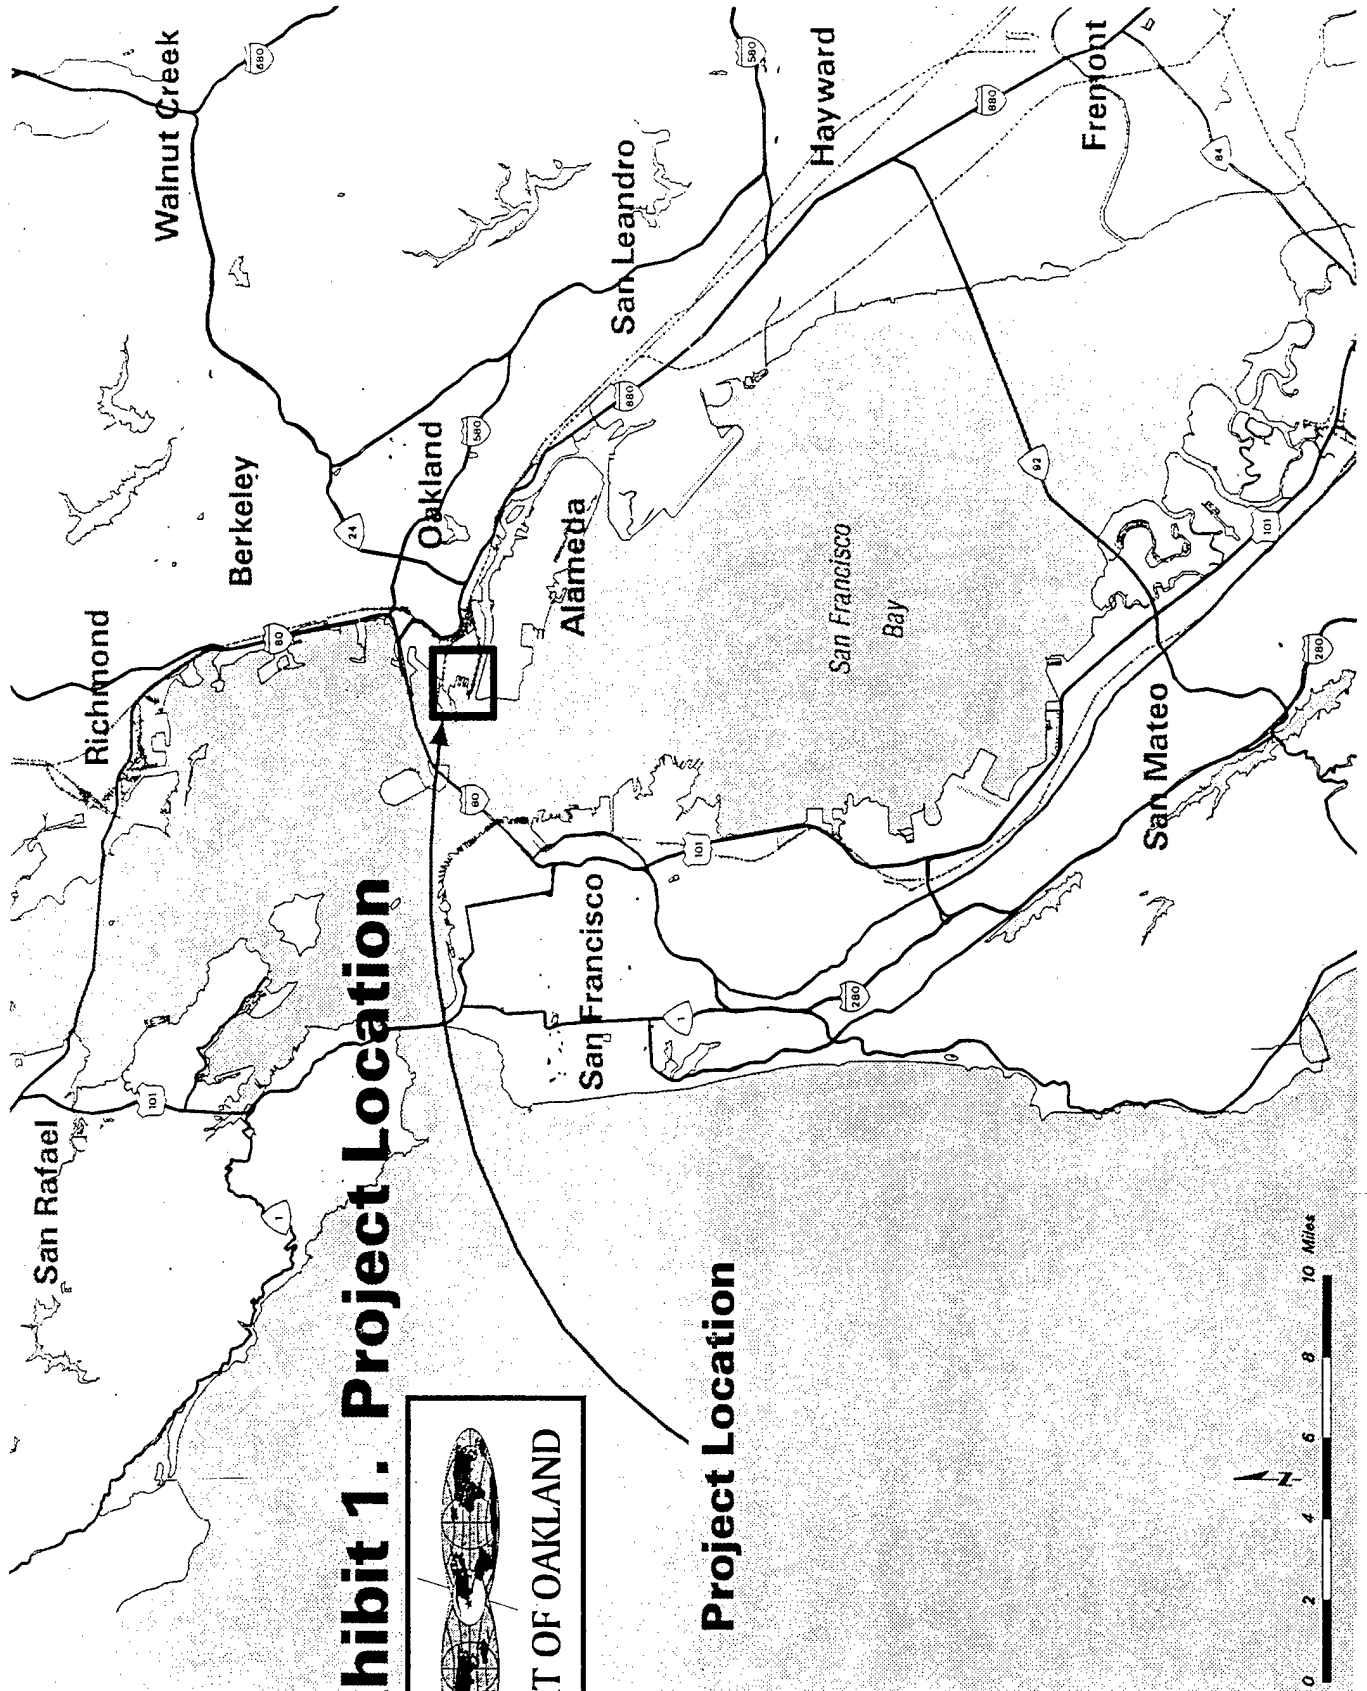 San Rafael
Richmond
101
Walnut Creek
Berkeley
680
1
80
24
hibit 1. Project Location
Oakland
80
580
T OF OAKLAND
Alameda
San Francisco
San Leandro
880
1
101
Project Location
580
Hayward
San Francisco
Bay
280
880
92
Fremont
San Mateo
84
101
0 2 4 6 8 10 Miles
280
N